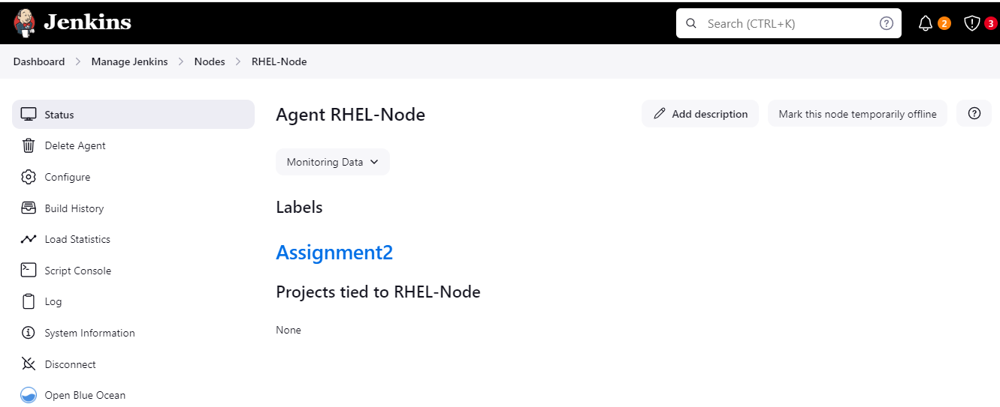 Jenkins
Search (CTRL+K)
2
3
Dashboard
Manage Jenkins
Nodes
RHEL-Node
Status
Delete Agent
Configure
Build History
Load Statistics
Script Console
Log
System Information
Disconnect
Open Blue Ocean
Agent RHEL-Node
Add description
Mark this node temporarily offline
Monitoring Data
Labels
Assignment2
Projects tied to RHEL-Node
None